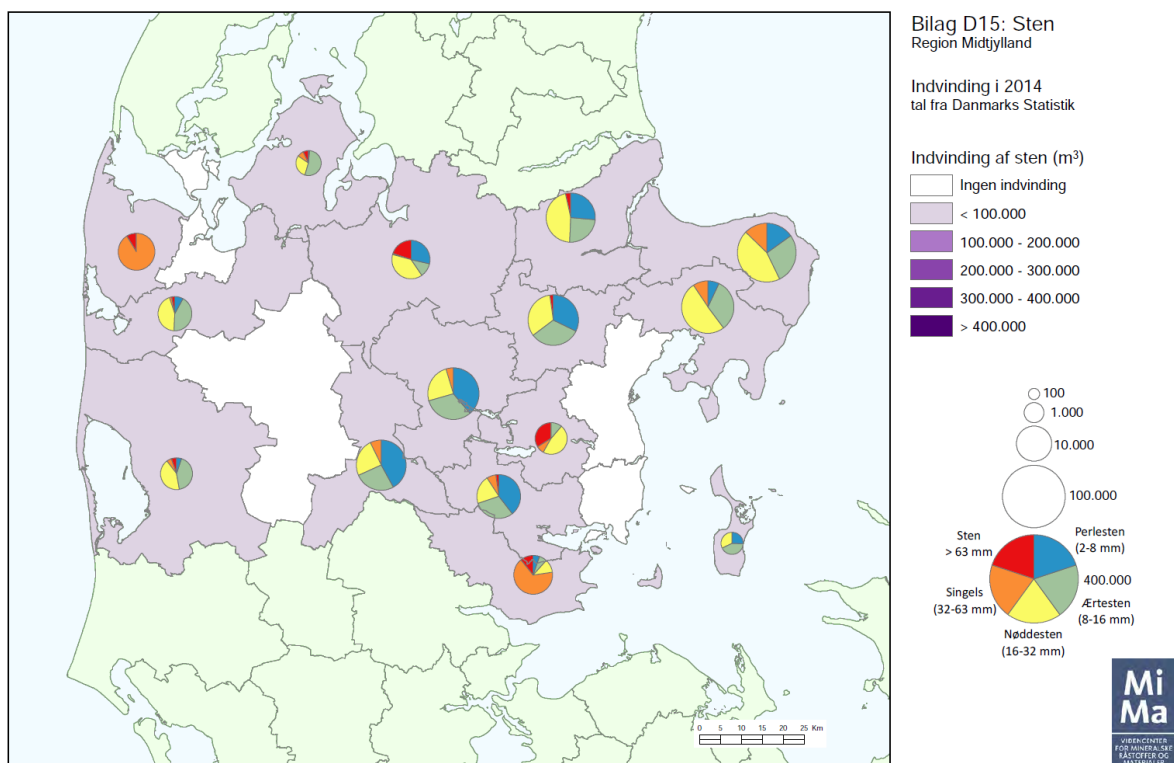 Bilag D15: Sten
Region Midtjylland
Indvinding i 2014
tal fra Danmarks Statistik
Indvinding af sten (m³)
Ingen indvinding
< 100.000
100.000 - 200.000
200.000 - 300.000
300.000 - 400.000
> 400.000
100
1.000
10.000
100.000
Sten
> 63 mm
Perlesten
(2-8 mm)
400.000
Singels
(32-63 mm)
Ærtesten
(8-16 mm)
Nøddesten
(16-32 mm)
0 5 10 15 20 25 Km
Mi
Ma
VIDENCENTER
FOR MINERALSKE
RÅSTOFFER OG
MATERIALER